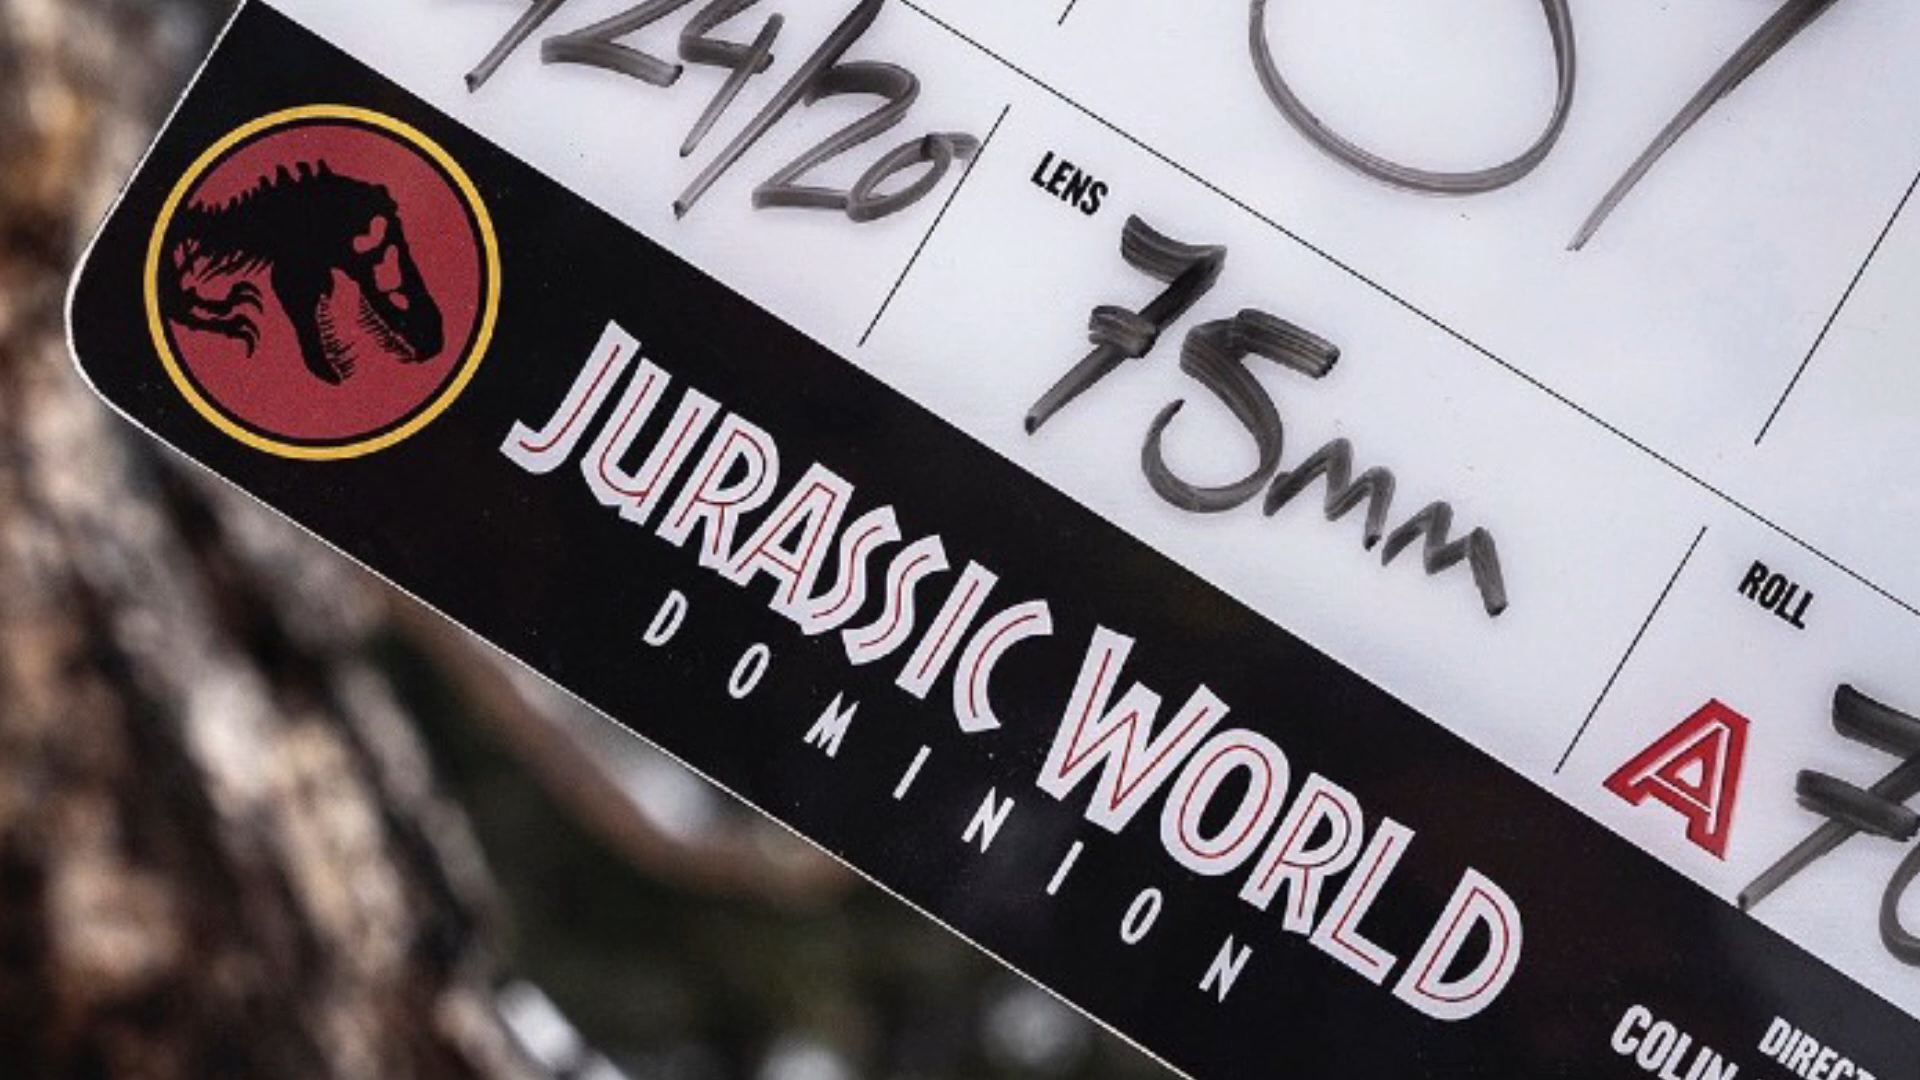 /24/20
LENS
75mm
ROLL
A
JURASSIC WORLD
DOMINION
DIRECT
COLIN